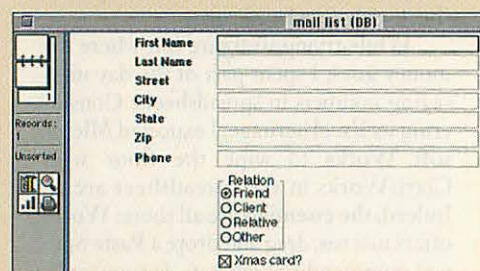 mail list (DB)
First Name
Last Name
Street
City
State
Zip
Phone
1
Records:
Unsorted
Relation
Friend
Client
Relative
Other
Xmas card?